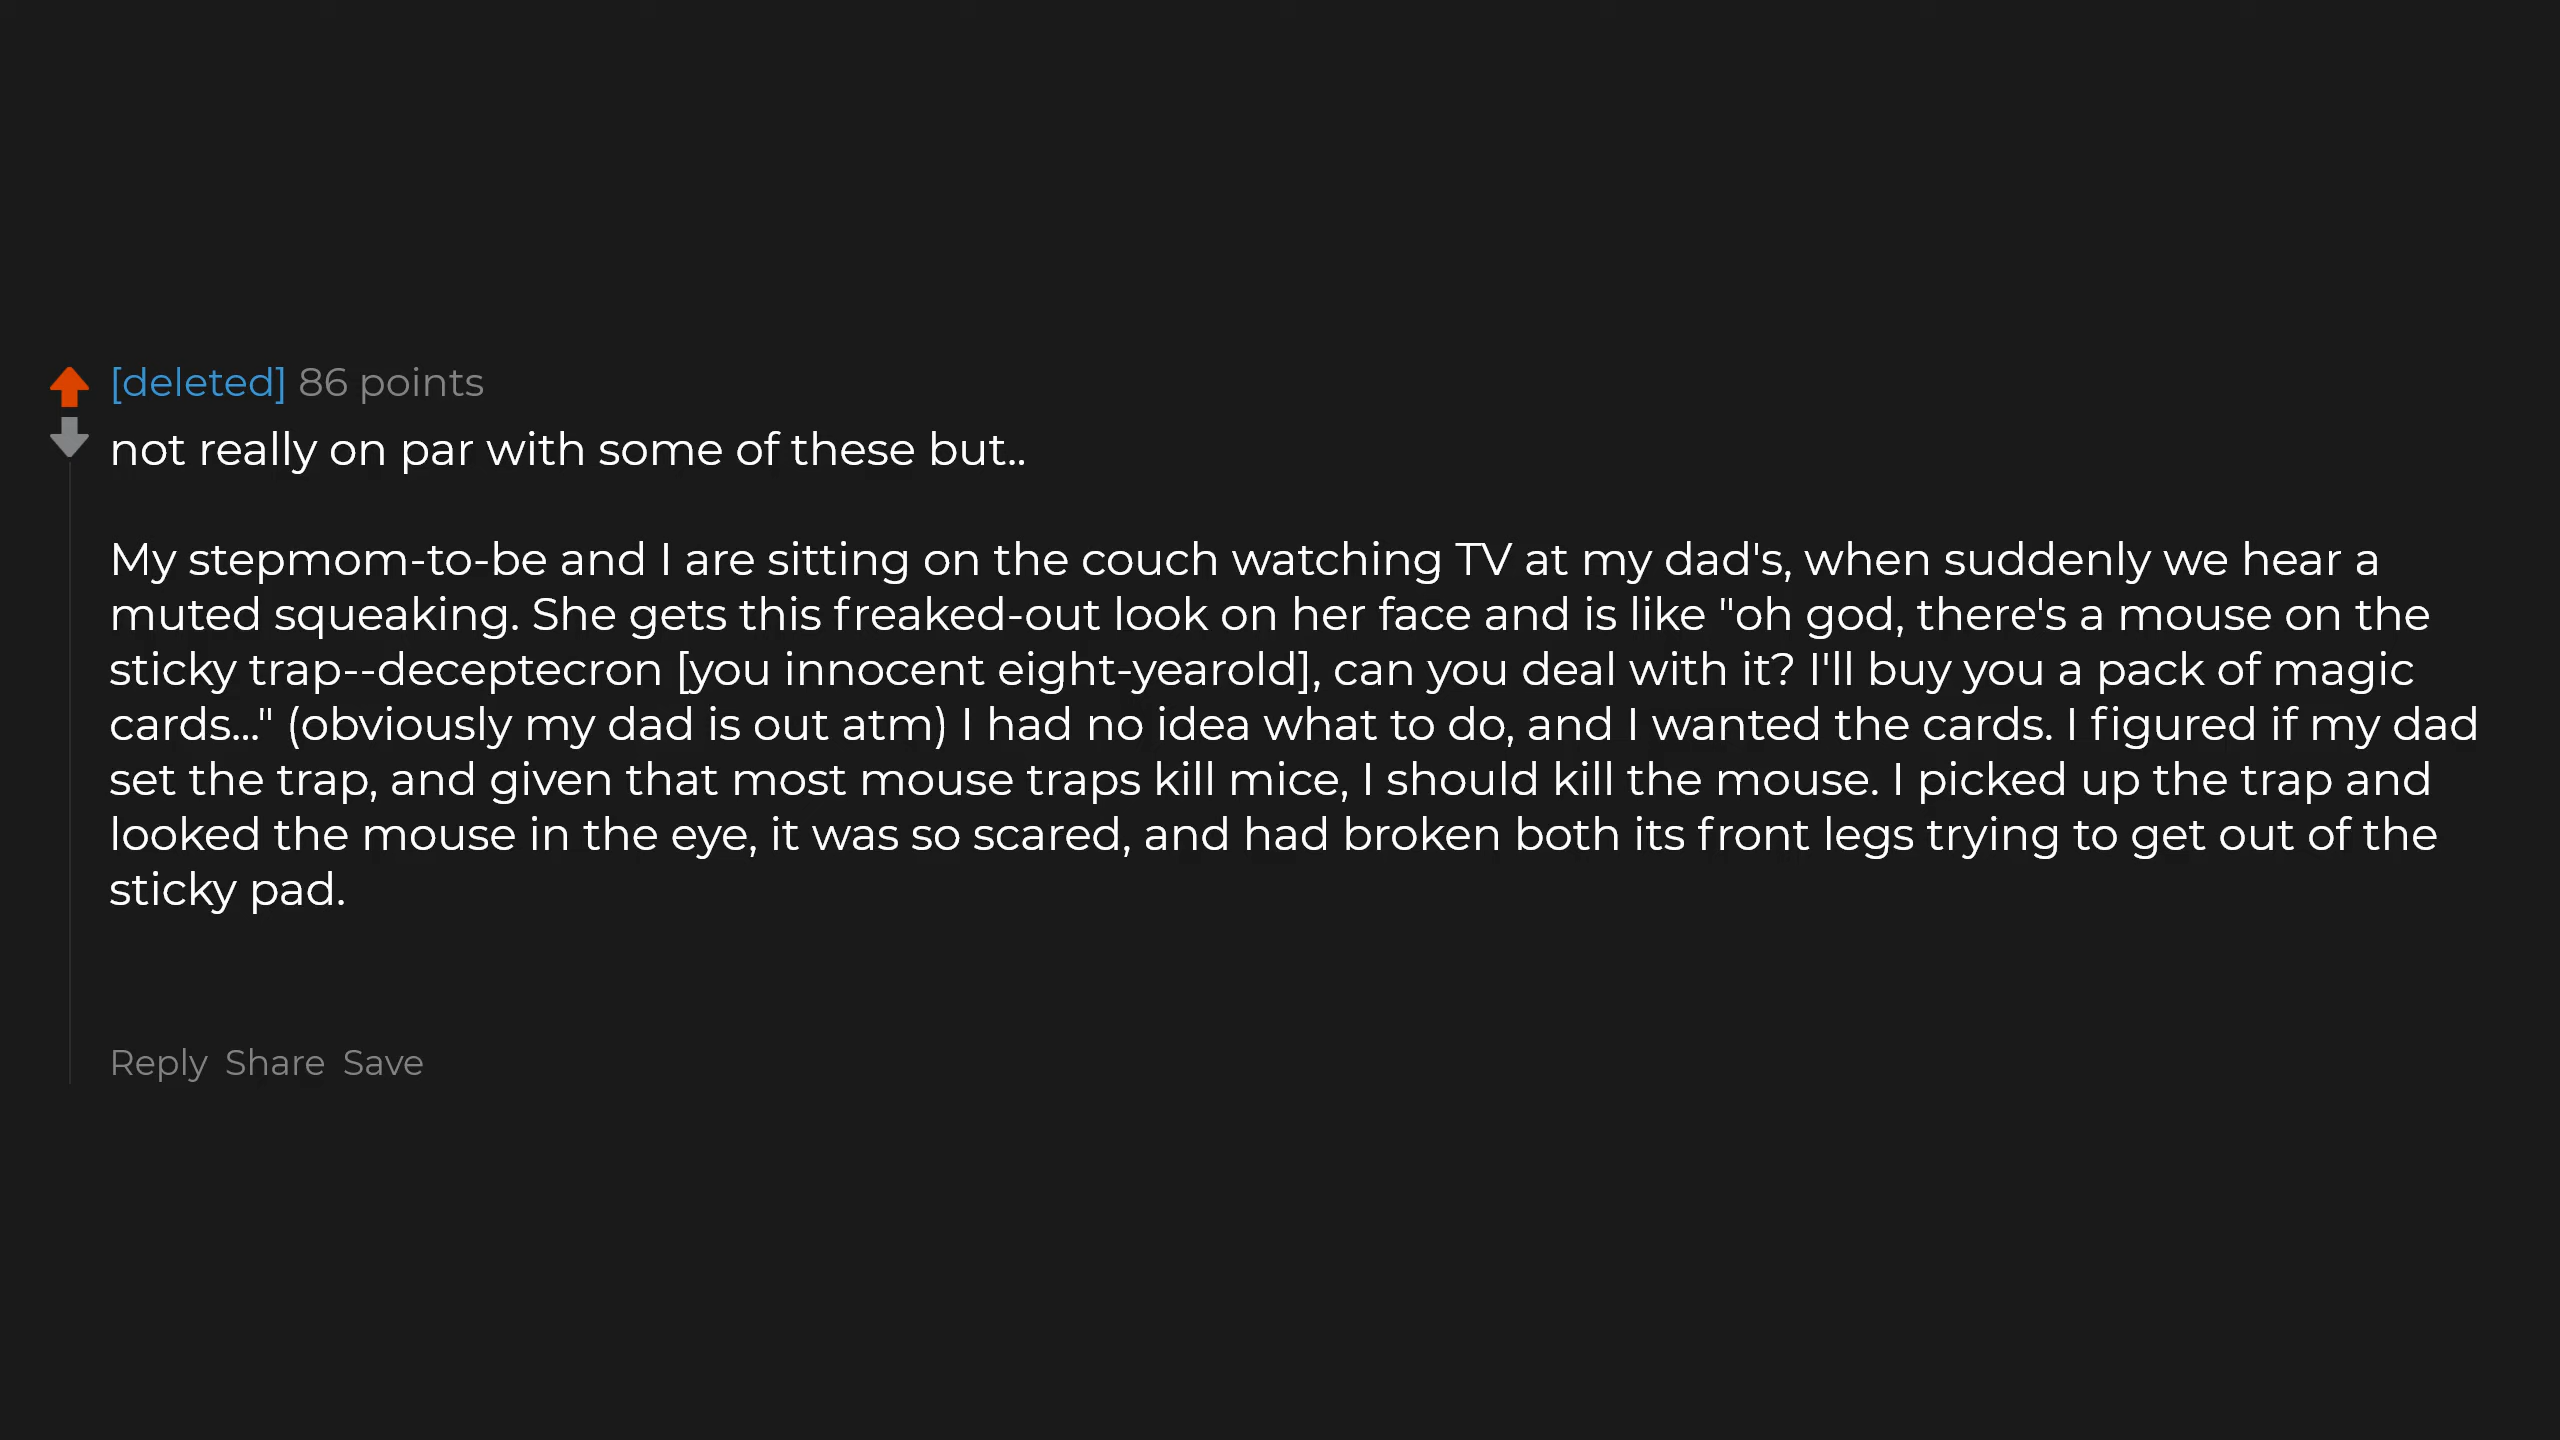 [deleted] 86 points
not really on par with some of these but..
My stepmom-to-be and I are sitting on the couch watching TV at my dad's, when suddenly we hear a
muted squeaking. She gets this freaked-out look on her face and is like "oh god, there's a mouse on the
sticky trap--deceptecron [you innocent eight-yearold], can you deal with it? I'll buy you a pack of magic
cards..." (obviously my dad is out atm) I had no idea what to do, and I wanted the cards. I figured if my dad
set the trap, and given that most mouse traps kill mice, I should kill the mouse. I picked up the trap and
looked the mouse in the eye, it was so scared, and had broken both its front legs trying to get out of the
sticky pad.
Reply Share Save